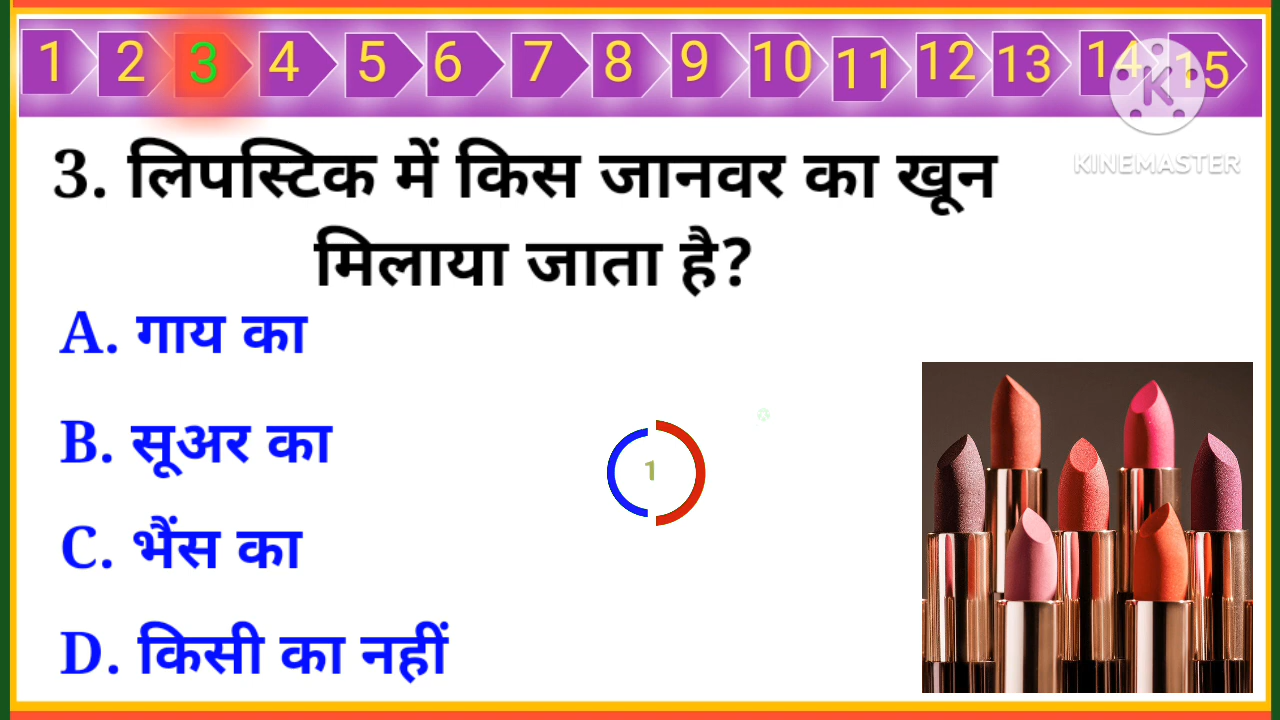 1 2 3 4 5 6 7 8 9 10 11 12 13 14 15
KINEMASTER
3. लिपस्टिक में किस जानवर का खून
मिलाया जाता है?
A. गाय का
B. सूअर का
1
C. भैंस का
D. किसी का नहीं